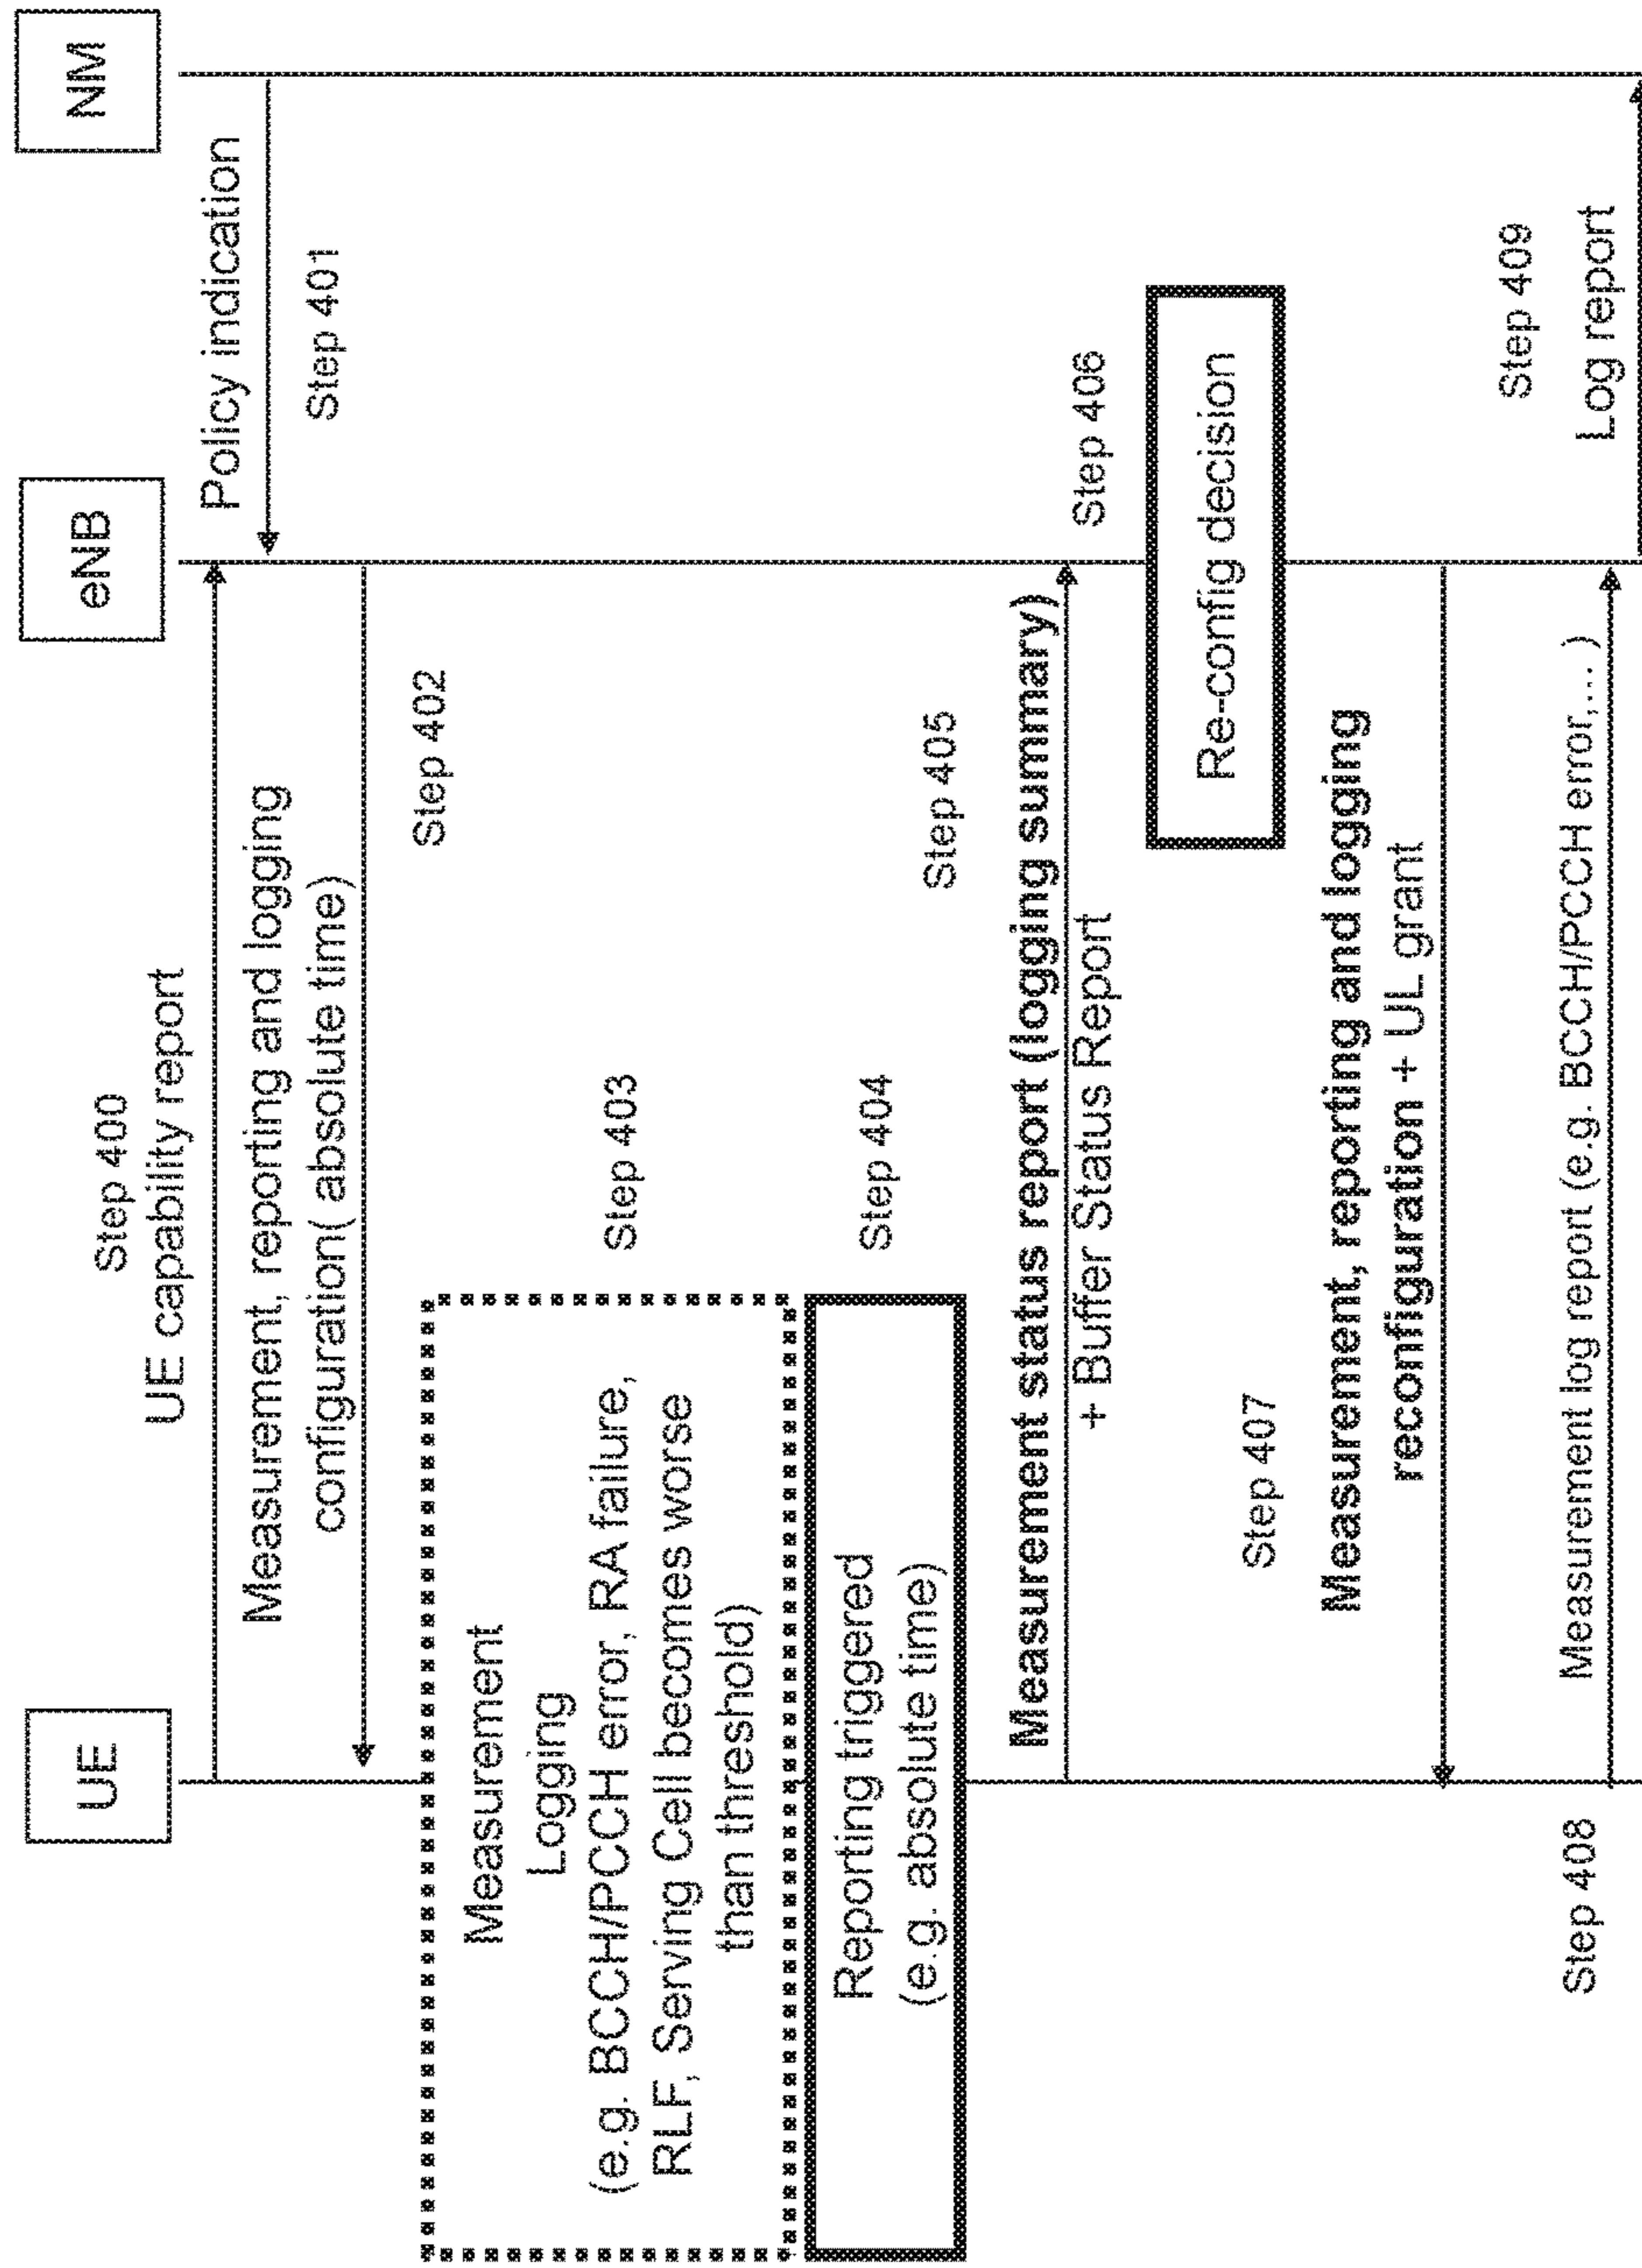 UE
eNB
NM
Step 400
UE capability report
Policy indication
Step 401
Measurement, reporting and logging
configuration( absolute time)
Step 402
Measurement
Logging
(e.g. BCCH/PCCH error, RA failure,
RLF, Serving Cell becomes worse
than threshold)
Step 403
Reporting triggered
(e.g. absolute time)
Step 404
Step 405
Measurement status report (logging summary)
+ Buffer Status Report
Step 406
Re-config decision
Step 407
Measurement, reporting and logging
reconfiguration + UL grant
Step 408
Measurement log report (e.g. BCCH/PCCH error,... )
Step 409
Log report